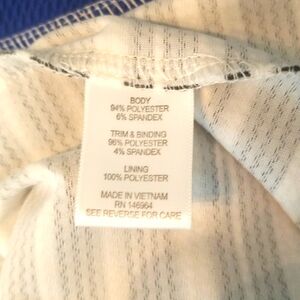 BODY
94% POLYESTER
6% SPANDEX
TRIM & BINDING
96% POLYESTER
4% SPANDEX
LINING
100% POLYESTER
MADE IN VIETNAM
RN 146964
SEE REVERSE FOR CARE